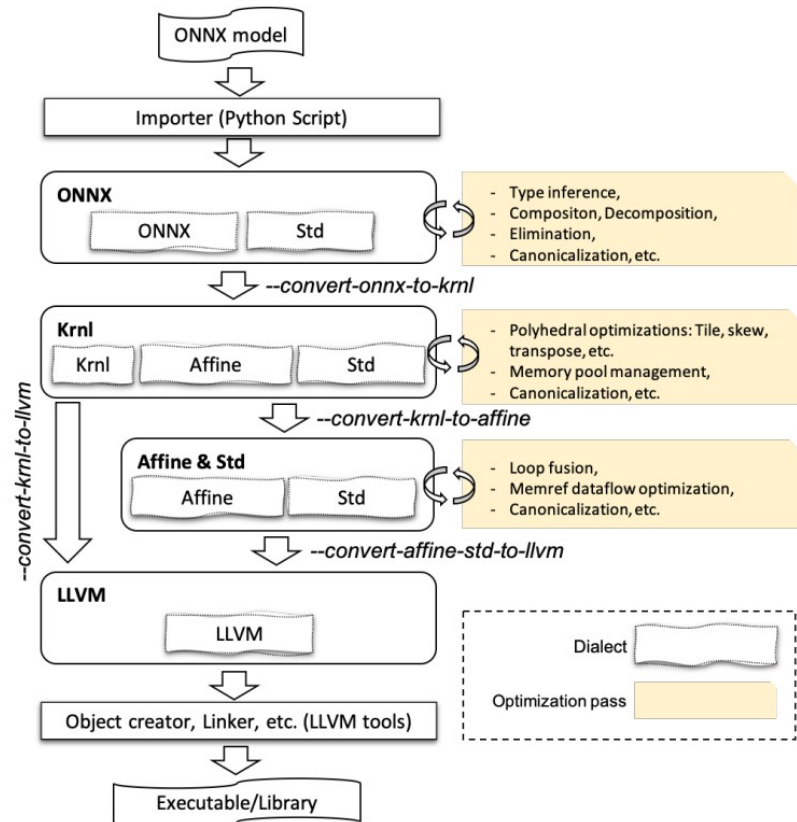 ONNX model
Importer (Python Script)
ONNX
ONNX
Std
- Type inference,
- Compositon, Decomposition,
- Elimination,
- Canonicalization, etc.
--convert-onnx-to-krnl
Krnl
Krnl
Affine
Std
- Polyhedral optimizations: Tile, skew,
transpose, etc.
- Memory pool management,
- Canonicalization, etc.
--convert-krnl-to-llvm
--convert-krnl-to-affine
Affine & Std
Affine
Std
- Loop fusion,
- Memref dataflow optimization,
- Canonicalization, etc.
--convert-affine-std-to-llvm
LLVM
LLVM
Dialect
Optimization pass
Object creator, Linker, etc. (LLVM tools)
Executable/Library